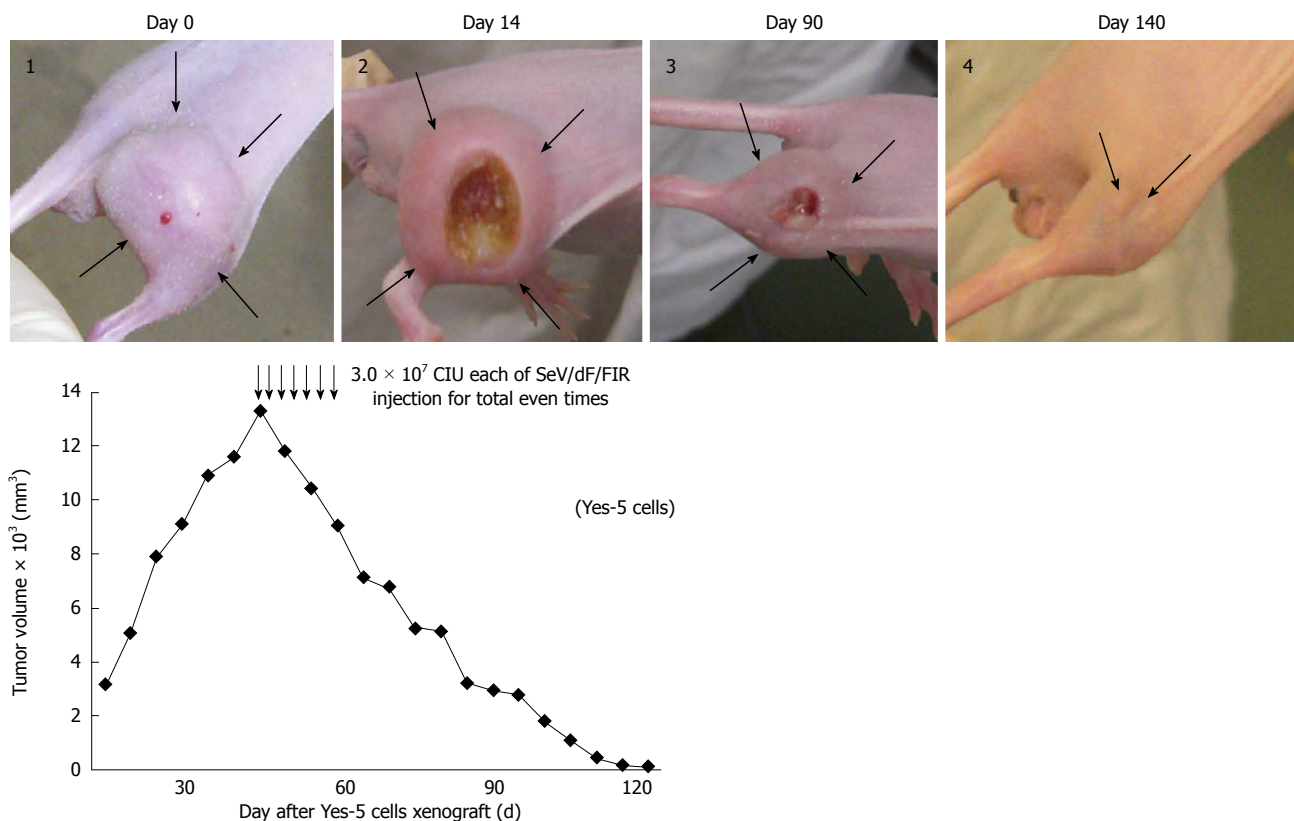 Day 0
Day 14
Day 90
Day 140
1
2
3
4
3.0 × 10⁷ CIU each of SeV/dF/FIR
injection for total even times
(Yes-5 cells)
Tumor volume × 10³ (mm³)
14
12
10
8
6
4
2
0
30
60
90
120
Day after Yes-5 cells xenograft (d)